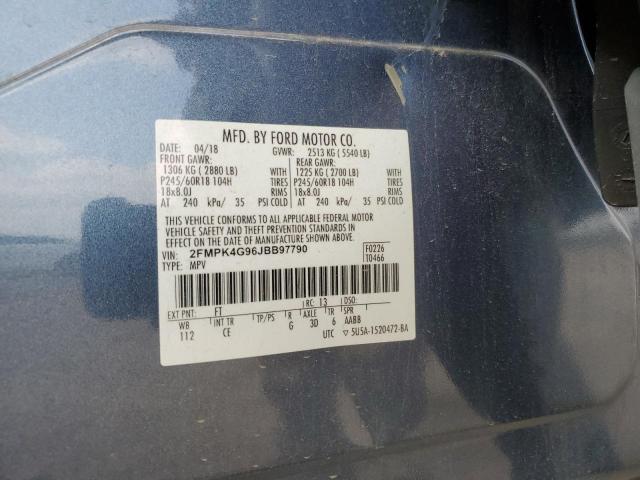 MFD. BY FORD MOTOR CO.
DATE: 04/18 GVWR: 2513 KG ( 5540 LB)
FRONT GAWR: REAR GAWR:
1306 KG ( 2880 LB) WITH 1225 KG ( 2700 LB) WITH
P245/60R18 104H TIRES P245/60R18 104H TIRES
18x8.0J 18x8.0J
AT 240 kPa/ 35 PSI COLD AT 240 kPa/ 35 PSI COLD
THIS VEHICLE CONFORMS TO ALL APPLICABLE FEDERAL MOTOR
VEHICLE SAFETY AND THEFT PREVENTION STANDARDS IN
EFFECT ON THE DATE OF MANUFACTURE SHOWN ABOVE.
VIN: 2FMPK4G96JBB97790 F0226
TYPE: MPV T0466
EXT PNT: FT RC: 13 DSO:
WB INT TR TP/PS R AXLE TR SPR
112 CE G 3D 6 AABB
UTC ▽ 5U5A-1520472-BA